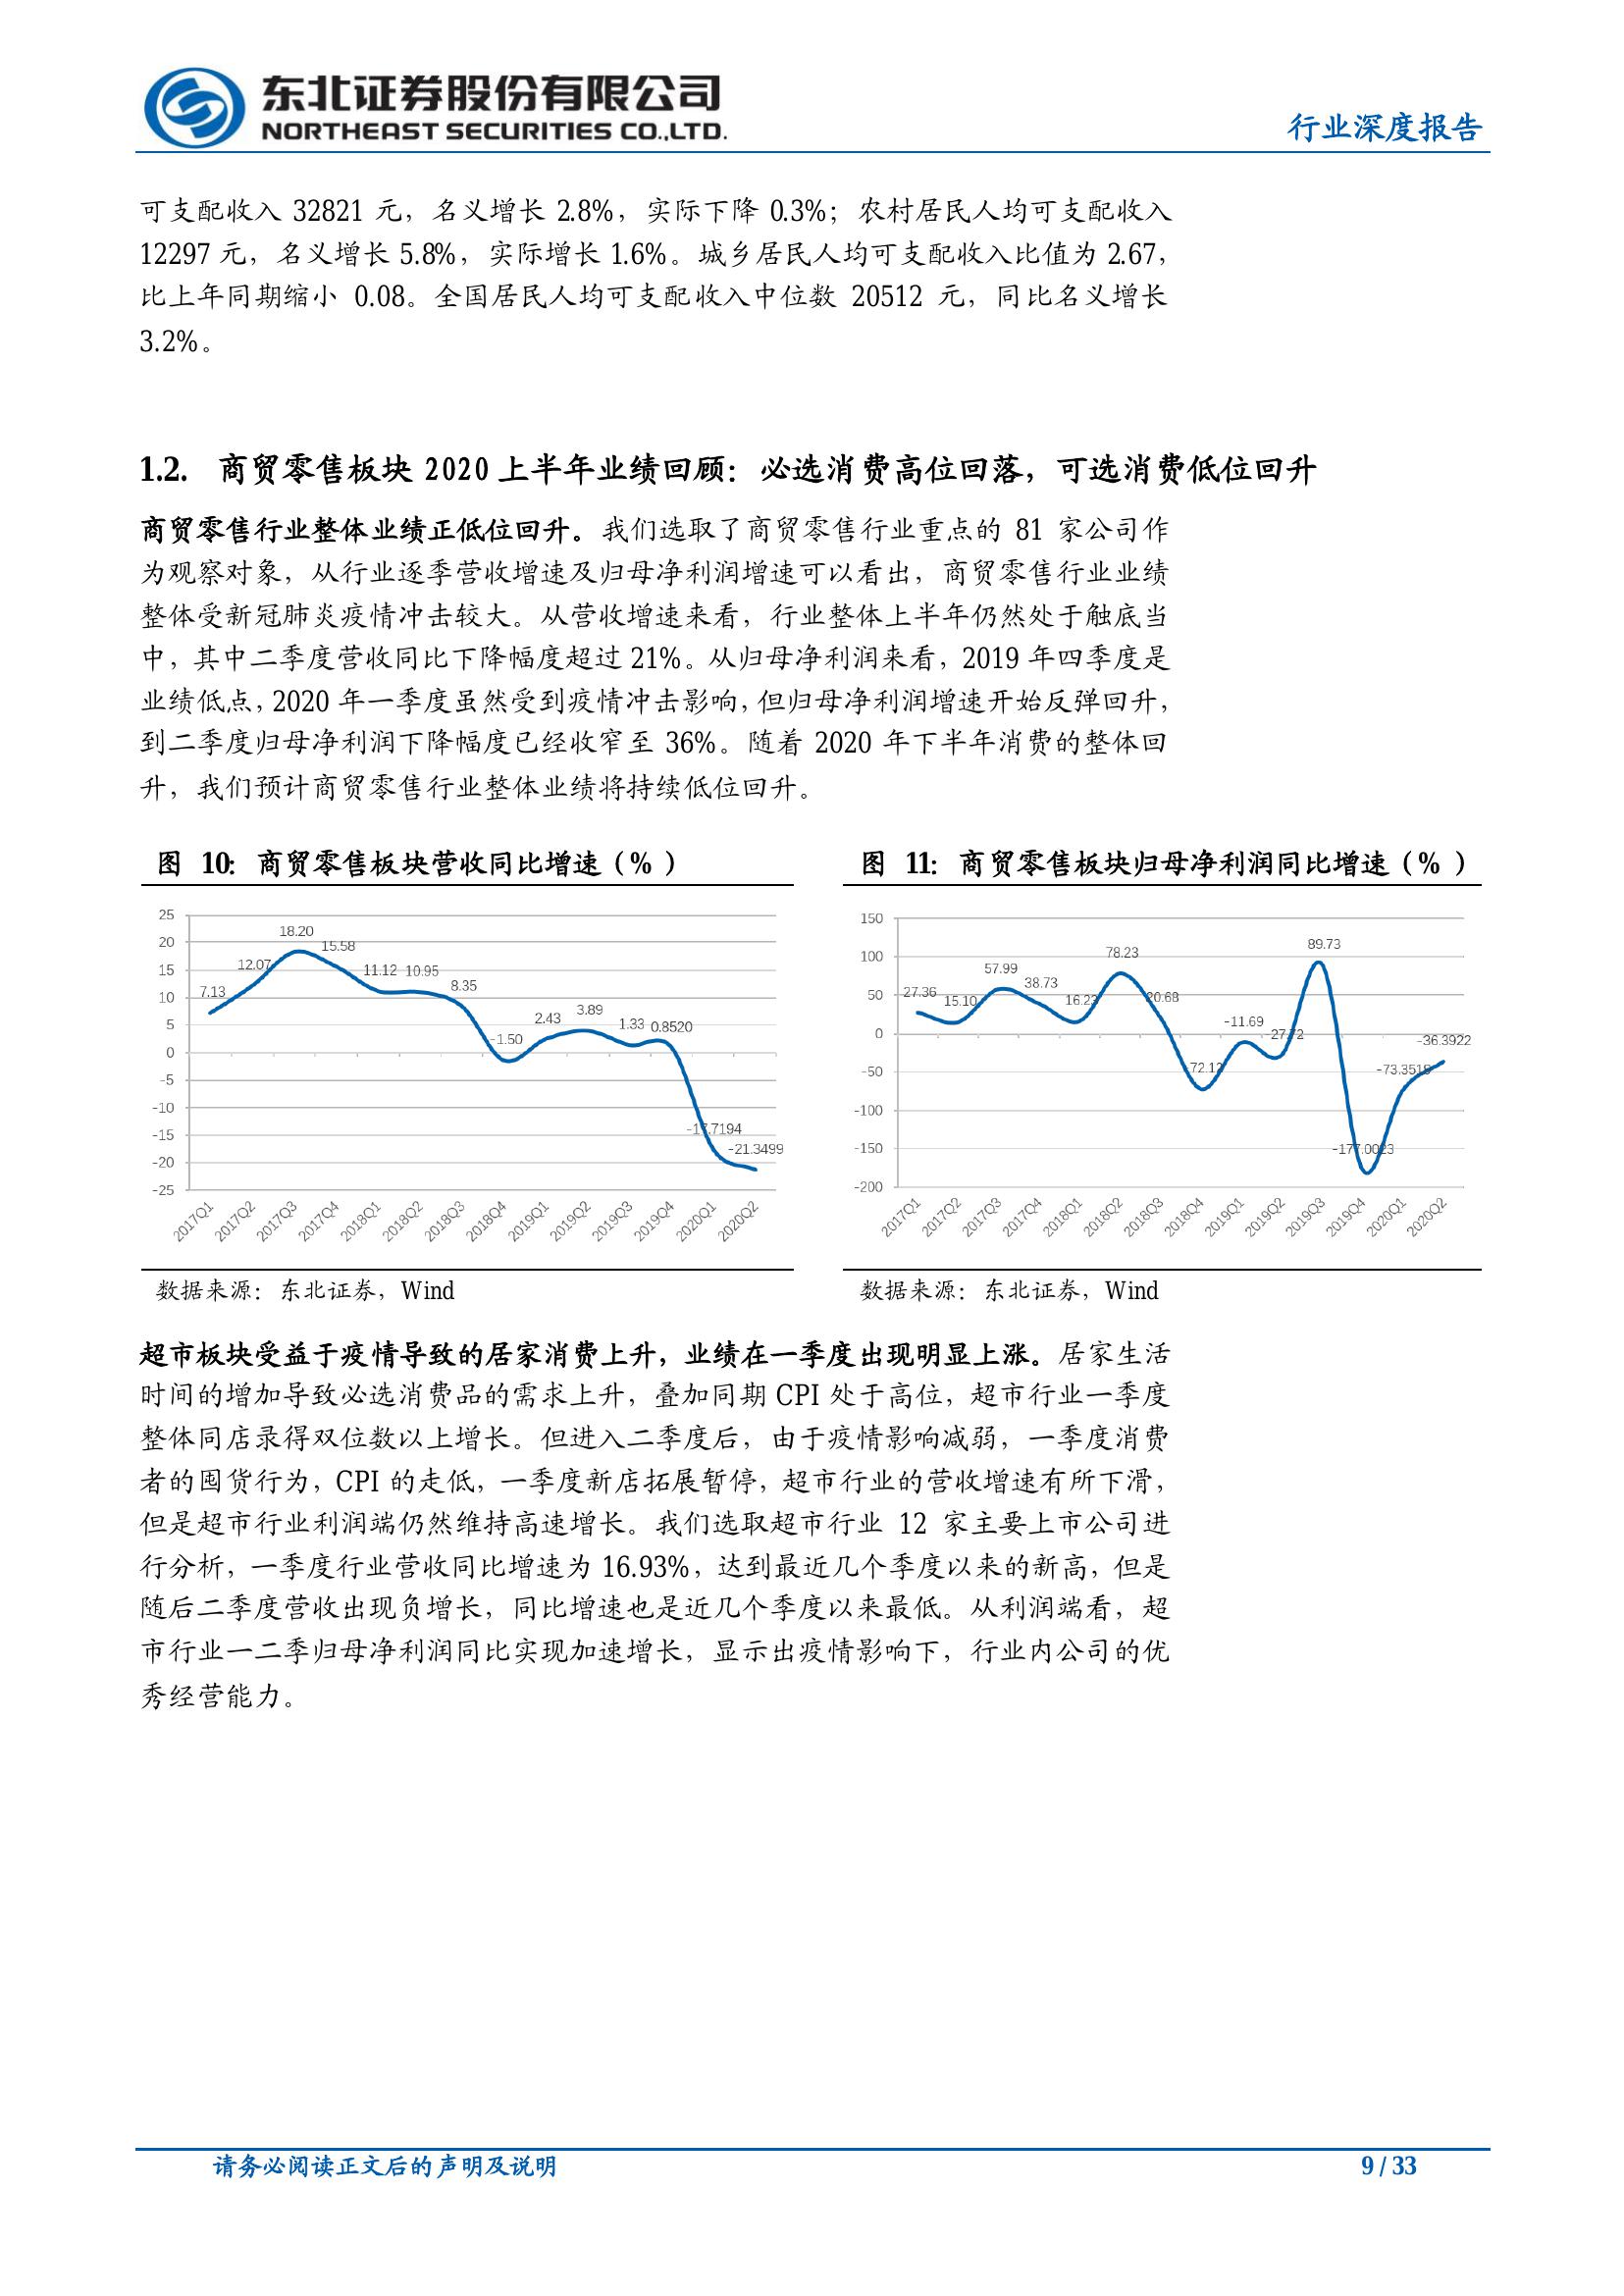 东北证券股份有限公司
NORTHEAST SECURITIES CO.,LTD.
行业深度报告
可支配收入 32821 元，名义增长 2.8%，实际下降 0.3%；农村居民人均可支配收入
12297 元，名义增长 5.8%，实际增长 1.6%。城乡居民人均可支配收入比值为 2.67，
比上年同期缩小 0.08。全国居民人均可支配收入中位数 20512 元，同比名义增长
3.2%。
1.2. 商贸零售板块 2020 上半年业绩回顾：必选消费高位回落，可选消费低位回升
商贸零售行业整体业绩正低位回升。我们选取了商贸零售行业重点的 81 家公司作
为观察对象，从行业逐季营收增速及归母净利润增速可以看出，商贸零售行业业绩
整体受新冠肺炎疫情冲击较大。从营收增速来看，行业整体上半年仍然处于触底当
中，其中二季度营收同比下降幅度超过 21%。从归母净利润来看，2019 年四季度是
业绩低点，2020 年一季度虽然受到疫情冲击影响，但归母净利润增速开始反弹回升，
到二季度归母净利润下降幅度已经收窄至 36%。随着 2020 年下半年消费的整体回
升，我们预计商贸零售行业整体业绩将持续低位回升。
图 10：商贸零售板块营收同比增速（%）
25
20
15
10
5
0
-5
-10
-15
-20
-25
7.13
12.07
18.20
15.58
11.12
10.95
8.35
-1.50
2.43
3.89
1.33
0.8520
-17.7194
-21.3499
2017Q1
2017Q2
2017Q3
2017Q4
2018Q1
2018Q2
2018Q3
2018Q4
2019Q1
2019Q2
2019Q3
2019Q4
2020Q1
2020Q2
数据来源：东北证券，Wind
图 11：商贸零售板块归母净利润同比增速（%）
150
100
50
0
-50
-100
-150
-200
27.36
15.10
57.99
38.73
16.23
78.23
20.68
-72.12
-11.69
-27.72
89.73
-177.0023
-73.3519
-36.3922
2017Q1
2017Q2
2017Q3
2017Q4
2018Q1
2018Q2
2018Q3
2018Q4
2019Q1
2019Q2
2019Q3
2019Q4
2020Q1
2020Q2
数据来源：东北证券，Wind
超市板块受益于疫情导致的居家消费上升，业绩在一季度出现明显上涨。居家生活
时间的增加导致必选消费品的需求上升，叠加同期 CPI 处于高位，超市行业一季度
整体同店录得双位数以上增长。但进入二季度后，由于疫情影响减弱，一季度消费
者的囤货行为，CPI 的走低，一季度新店拓展暂停，超市行业的营收增速有所下滑，
但是超市行业利润端仍然维持高速增长。我们选取超市行业 12 家主要上市公司进
行分析，一季度行业营收同比增速为 16.93%，达到最近几个季度以来的新高，但是
随后二季度营收出现负增长，同比增速也是近几个季度以来最低。从利润端看，超
市行业一二季归母净利润同比实现加速增长，显示出疫情影响下，行业内公司的优
秀经营能力。
请务必阅读正文后的声明及说明
9 / 33